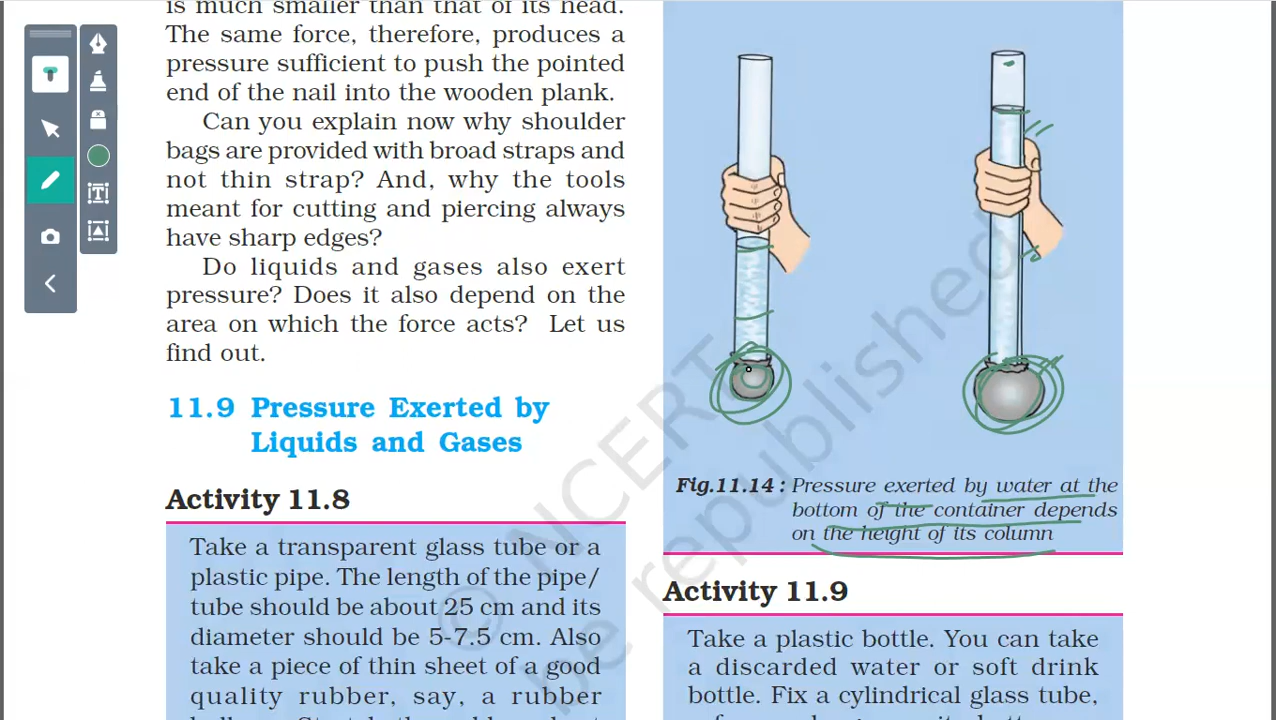 is much smaller than that of its head.
The same force, therefore, produces a
pressure sufficient to push the pointed
end of the nail into the wooden plank.
Can you explain now why shoulder
bags are provided with broad straps and
not thin strap? And, why the tools
meant for cutting and piercing always
have sharp edges?
Do liquids and gases also exert
pressure? Does it also depend on the
area on which the force acts? Let us
find out.
11.9 Pressure Exerted by
Liquids and Gases
Activity 11.8
Take a transparent glass tube or a
plastic pipe. The length of the pipe/
tube should be about 25 cm and its
diameter should be 5-7.5 cm. Also
take a piece of thin sheet of a good
quality rubber, say, a rubber
Fig.11.14 : Pressure exerted by water at the
bottom of the container depends
on the height of its column
Activity 11.9
Take a plastic bottle. You can take
a discarded water or soft drink
bottle. Fix a cylindrical glass tube,
© NCERT
be republished